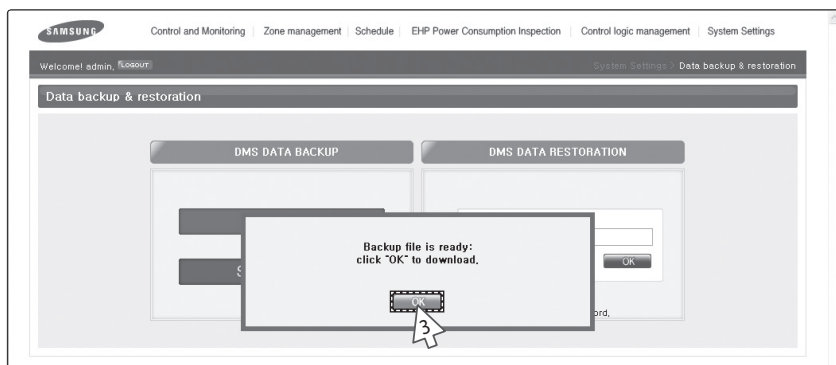 SAMSUNG
Control and Monitoring Zone management Schedule EHP Power Consumption Inspection Control logic management System Settings
Welcome! admin, LOGOUT System Settings > Data backup & restoration
Data backup & restoration
DMS DATA BACKUP DMS DATA RESTORATION
Backup file is ready:
click "OK" to download.
OK
OK
3